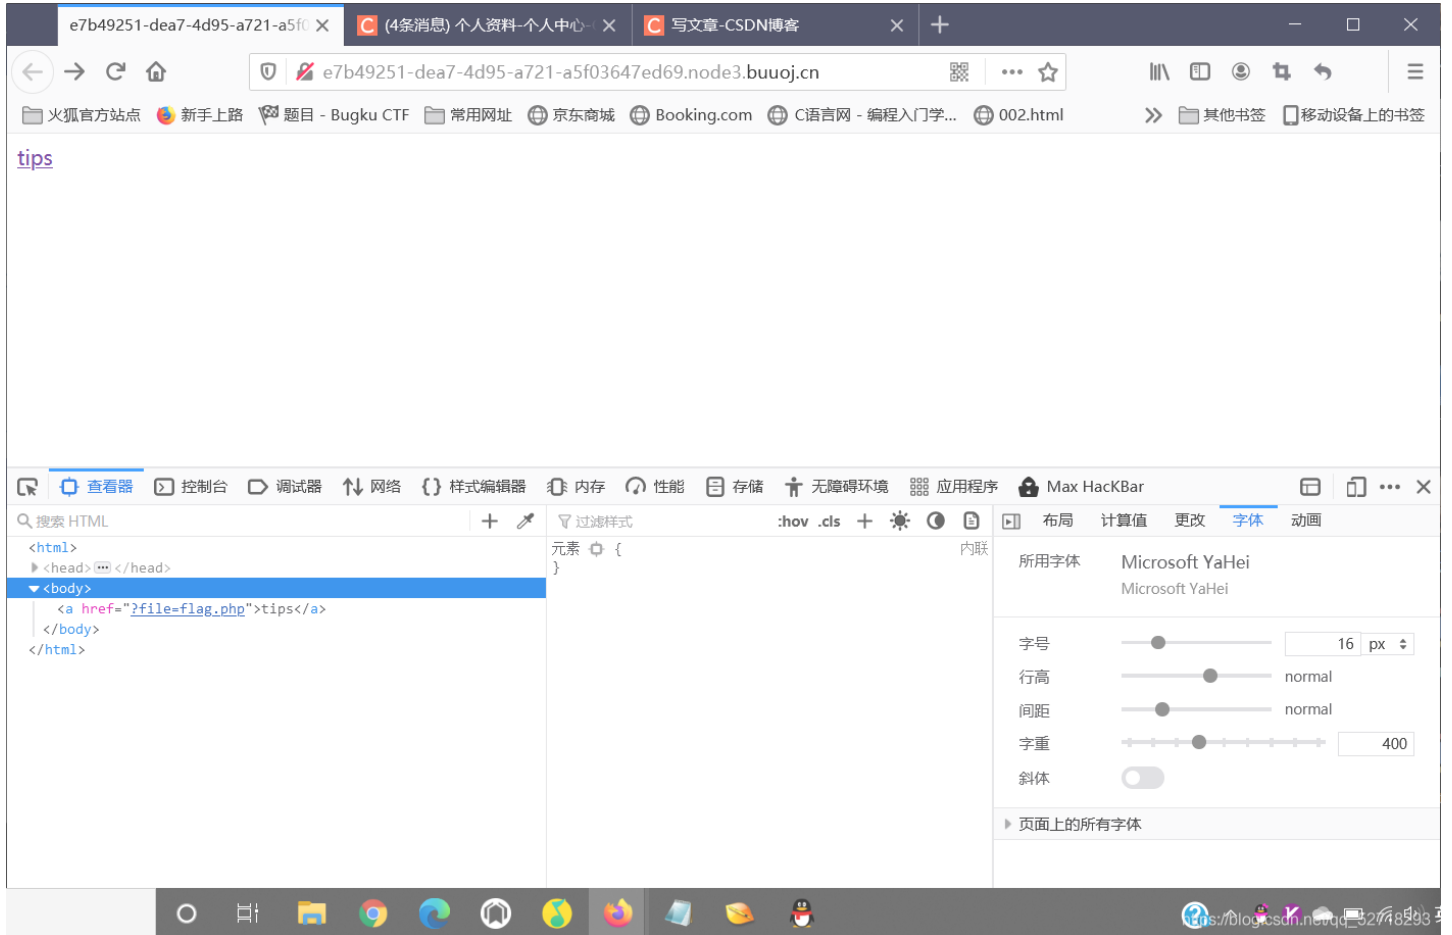 e7b49251-dea7-4d95-a721-a5f0
(4条消息) 个人资料-个人中心-
写文章-CSDN博客
e7b49251-dea7-4d95-a721-a5f03647ed69.node3.buuoj.cn
火狐官方站点 新手上路 题目 - Bugku CTF 常用网址 京东商城 Booking.com C语言网 - 编程入门学... 002.html 其他书签 移动设备上的书签
tips
查看器 控制台 调试器 网络 样式编辑器 内存 性能 存储 无障碍环境 应用程序 Max HacKBar
搜索 HTML
过滤样式 :hov .cls
布局 计算值 更改 字体 动画
<html>
<head> </head>
<body>
<a href="?file=flag.php">tips</a>
</body>
</html>
元素 {
内联
}
所用字体 Microsoft YaHei
Microsoft YaHei
字号 16 px
行高 normal
间距 normal
字重 400
斜体
页面上的所有字体
https://blog.csdn.net/qq_52718293